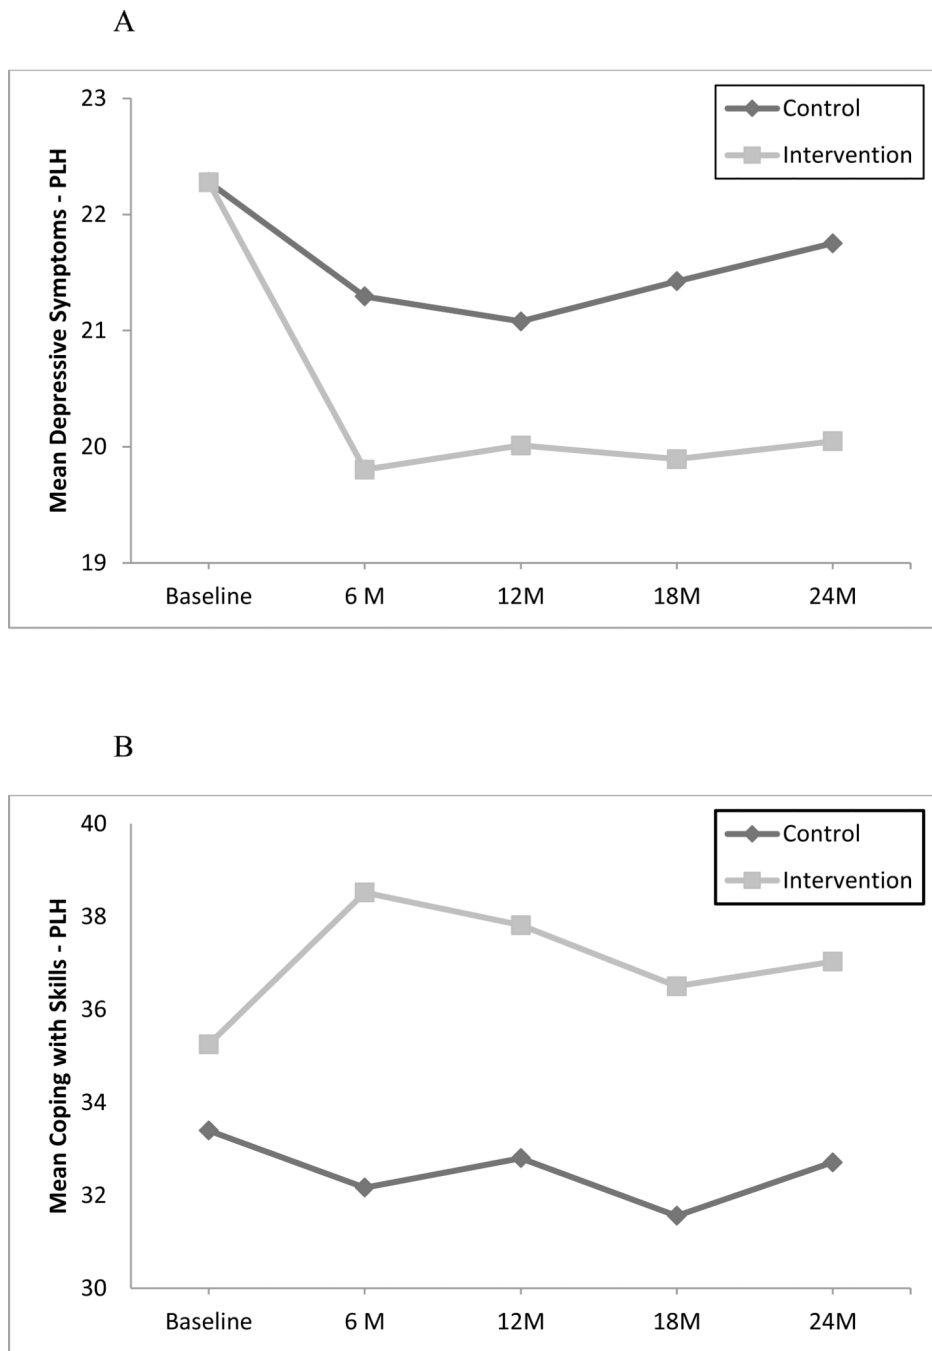 A
23
22
21
20
19
Mean Depressive Symptoms - PLH
Control
Intervention
Baseline 6 M 12M 18M 24M
B
40
38
36
34
32
30
Mean Coping with Skills - PLH
Control
Intervention
Baseline 6 M 12M 18M 24M